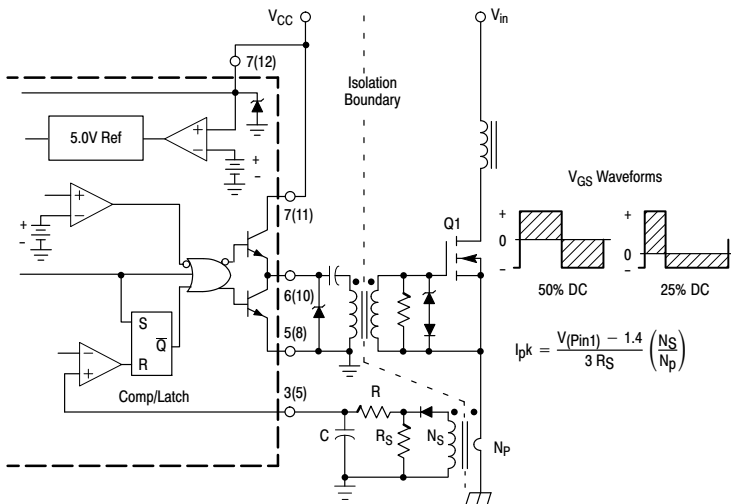 VCC
Vin
7(12)
Isolation
Boundary
5.0V Ref
+
−
+
-
VGS Waveforms
+
−
+
-
7(11)
Q1
+
0
-
+
0
-
50% DC
25% DC
6(10)
S
Q
R
5(8)
Ipk = V(Pin1) − 1.4 / 3 RS (NS / Np)
−
+
Comp/Latch
3(5)
R
C
RS
NS
NP